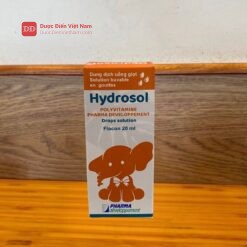 DD
Dược Điển Việt Nam
Dung dịch uống giọt
Solution buvable
en gouttes
Hydrosol
POLYVITAMINE
PHARMA DEVELOPPEMENT
Drops solution
Flacon 20 ml
PHARMA
développement